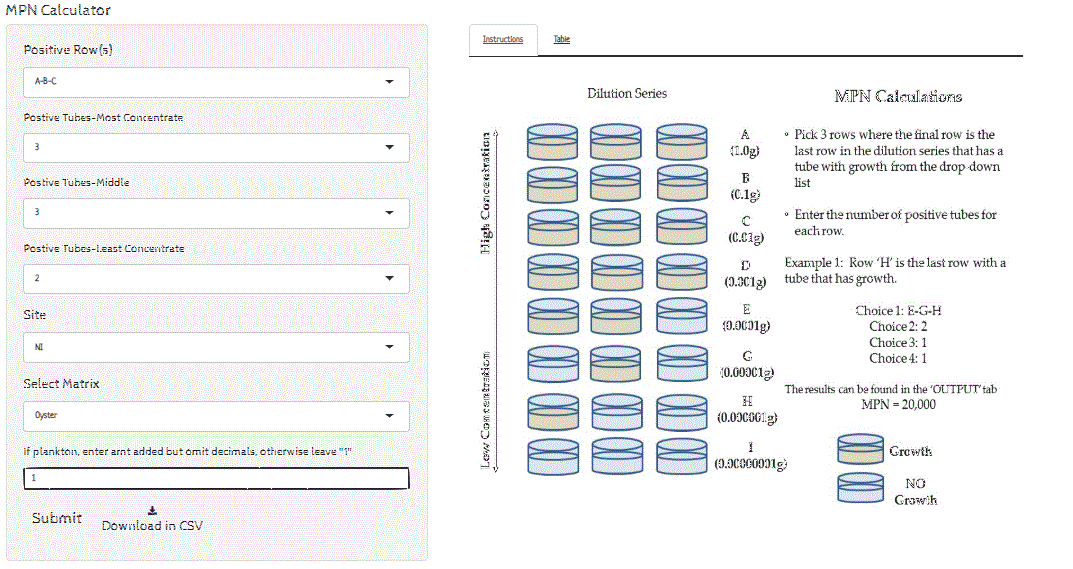 MPN Calculator
Positive Row(s)
A-B-C
Postive Tubes-Most Concentrate
3
Postive Tubes-Middle
3
Postive Tubes-Least Concentrate
2
Site
NI
Select Matrix
Oyster
if plankton, enter amt added but omit decimals, otherwise leave "1"
1
Submit
Download in CSV
Instructions
Table
Dilution Series
High Concentration
Low Concentration
A
(1.0g)
B
(0.1g)
C
(0.01g)
D
(0.001g)
E
(0.0001g)
G
(0.00001g)
H
(0.000001g)
I
(0.00000001g)
MPN Calculations
• Pick 3 rows where the final row is the
last row in the dilution series that has a
tube with growth from the drop-down
list
• Enter the number of positive tubes for
each row.
Example 1: Row 'H' is the last row with a
tube that has growth.
Choice 1: E-G-H
Choice 2: 2
Choice 3: 1
Choice 4: 1
The results can be found in the 'OUTPUT' tab
MPN = 20,000
Growth
NO
Growth